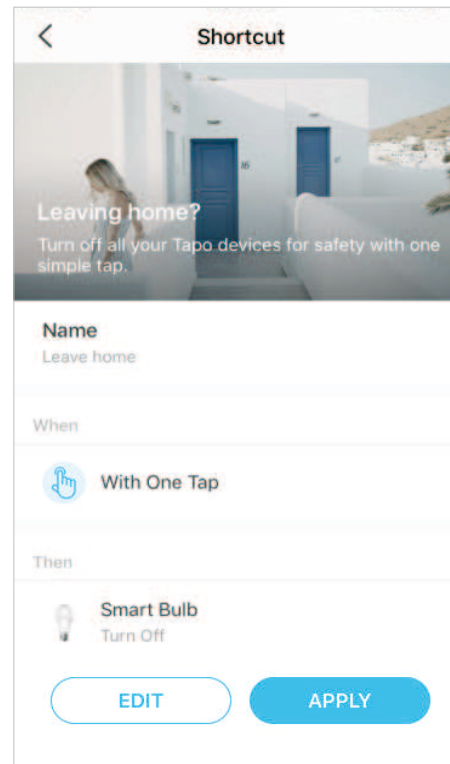 Shortcut
16
Leaving home?
Turn off all your Tapo devices for safety with one
simple tap.
Name
Leave home
When
With One Tap
Then
Smart Bulb
Turn Off
EDIT
APPLY